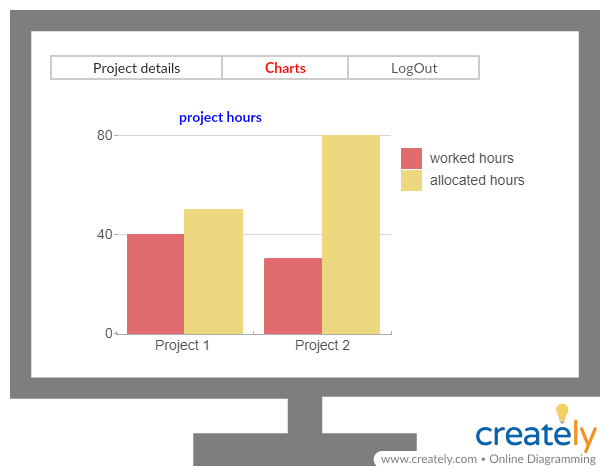 Project details Charts LogOut
project hours
80
worked hours
allocated hours
40
0
Project 1 Project 2
creately
www.creately.com • Online Diagramming